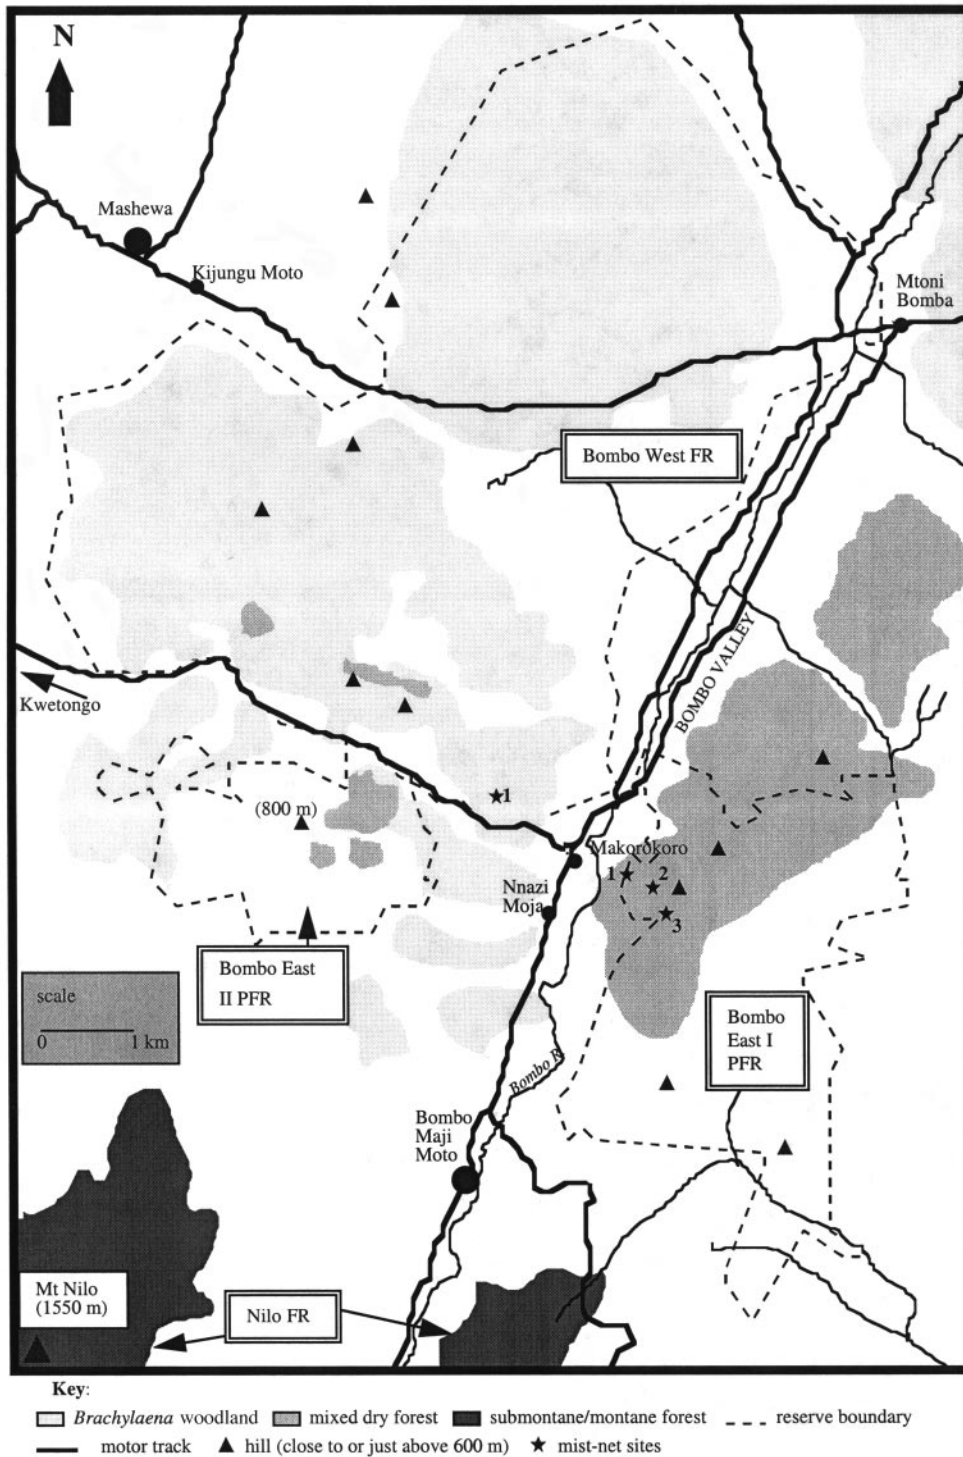 N
Mashewa
Kijungu Moto
Mtoni
Bomba
Bombo West FR
BOMBO VALLEY
Kwetongo
(800 m)
1
Makorokoro
1
2
3
Nnazi
Moja
Bombo East
II PFR
scale
0 1 km
Bombo
East I
PFR
Bombo R
Bombo
Maji
Moto
Mt Nilo
(1550 m)
Nilo FR
Key:
Brachylaena woodland mixed dry forest submontane/montane forest reserve boundary
motor track hill (close to or just above 600 m) mist-net sites